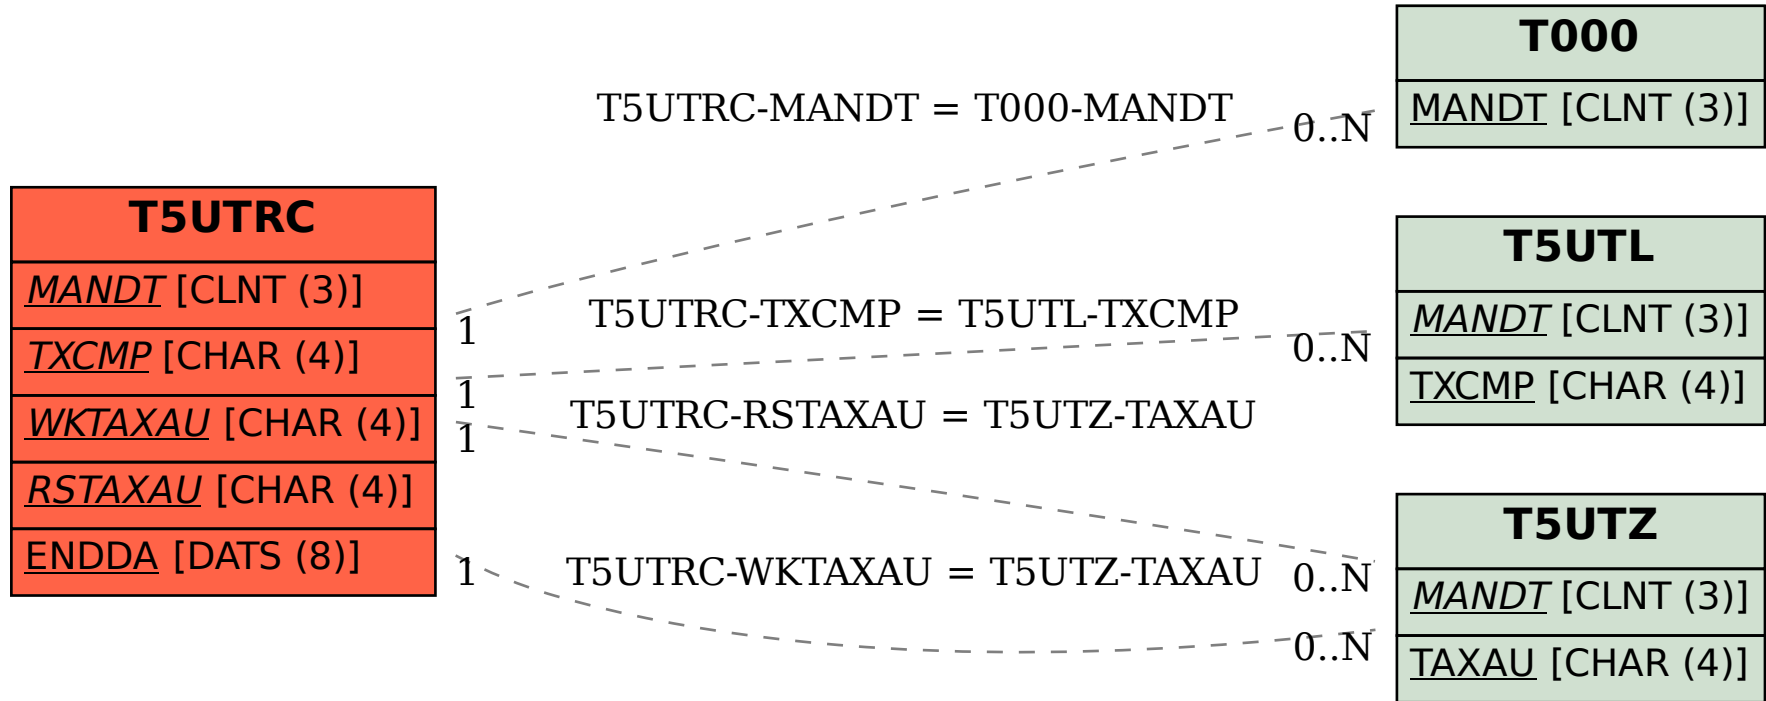 T5UTRC
MANDT [CLNT (3)]
TXCMP [CHAR (4)]
WKTAXAU [CHAR (4)]
RSTAXAU [CHAR (4)]
ENDDA [DATS (8)]
T5UTRC-MANDT = T000-MANDT
1
0..N
T5UTRC-TXCMP = T5UTL-TXCMP
1
0..N
T5UTRC-RSTAXAU = T5UTZ-TAXAU
1
0..N
T5UTRC-WKTAXAU = T5UTZ-TAXAU
1
0..N
T000
MANDT [CLNT (3)]
T5UTL
MANDT [CLNT (3)]
TXCMP [CHAR (4)]
T5UTZ
MANDT [CLNT (3)]
TAXAU [CHAR (4)]